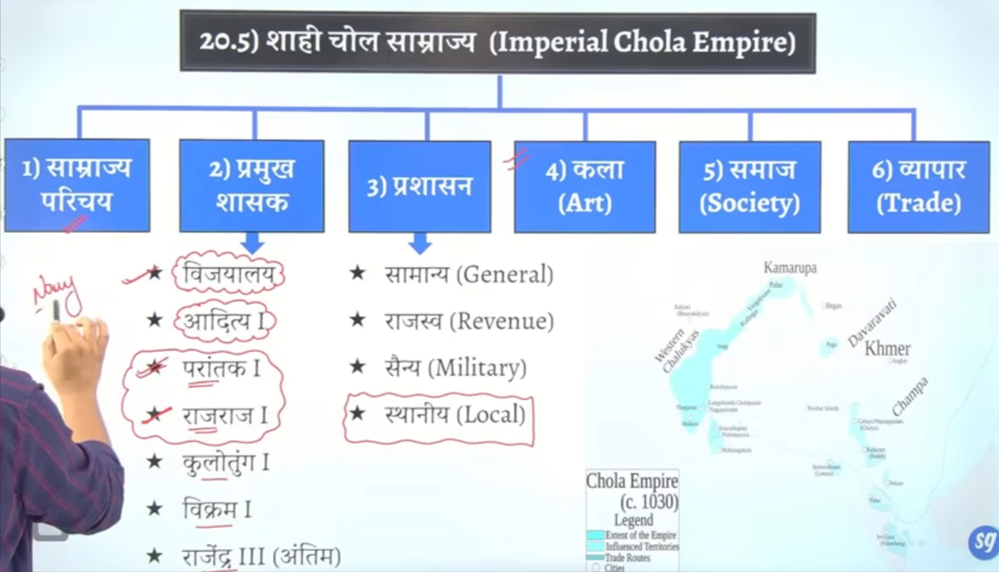 20.5) शाही चोल साम्राज्य (Imperial Chola Empire)
1) साम्राज्य
परिचय
2) प्रमुख
शासक
3) प्रशासन
4) कला
(Art)
5) समाज
(Society)
6) व्यापार
(Trade)
★ विजयालय
★ आदित्य I
★ परांतक I
★ राजराज I
★ कुलोतुंग I
★ विक्रम I
★ राजेंद्र III (अंतिम)
★ सामान्य (General)
★ राजस्व (Revenue)
★ सैन्य (Military)
★ स्थानीय (Local)
Navy
Kamarupa
Western
Chalukyas
Davaravati
Khmer
Champa
Chola Empire
(c. 1030)
Legend
Extent of the Empire
Influenced Territories
Trade Routes
Cities
sg